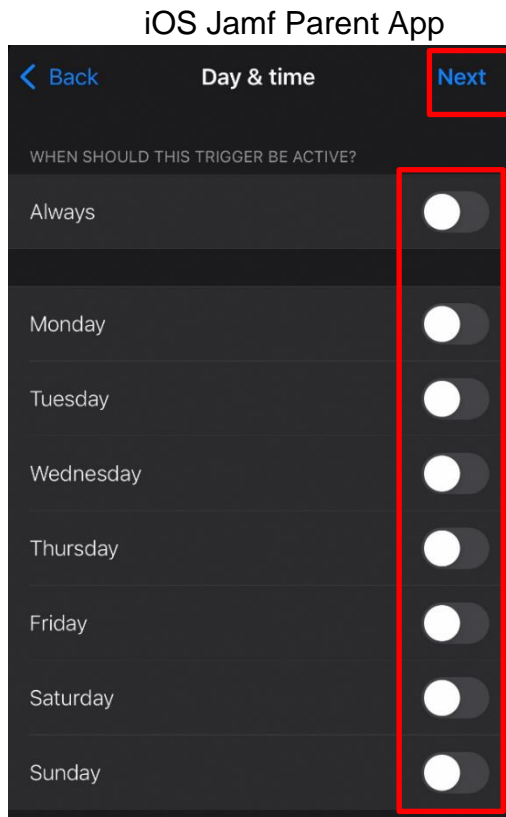 iOS Jamf Parent App
Back Day & time Next
WHEN SHOULD THIS TRIGGER BE ACTIVE?
Always
Monday
Tuesday
Wednesday
Thursday
Friday
Saturday
Sunday